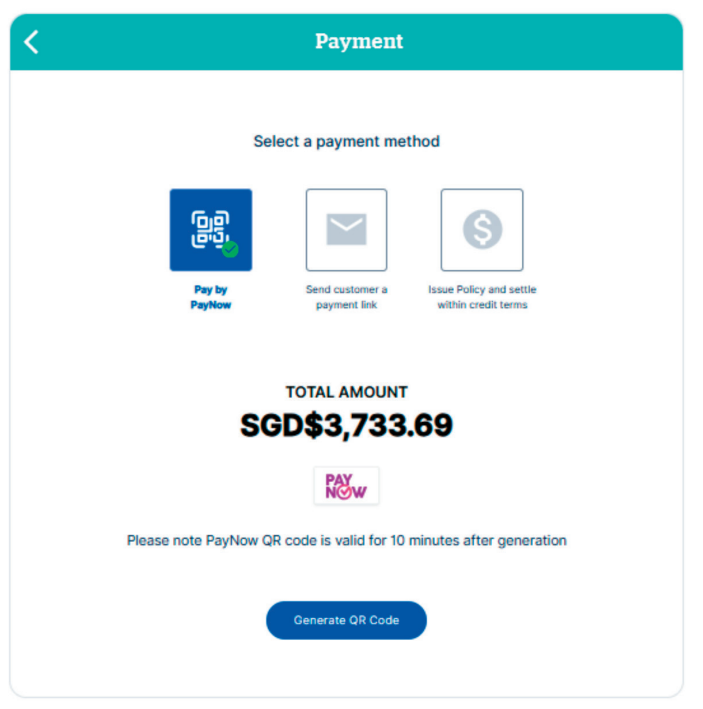 Payment
Select a payment method
Pay by
PayNow
Send customer a
payment link
Issue Policy and settle
within credit terms
TOTAL AMOUNT
SGD$3,733.69
PAY
NOW
Please note PayNow QR code is valid for 10 minutes after generation
Generate QR Code